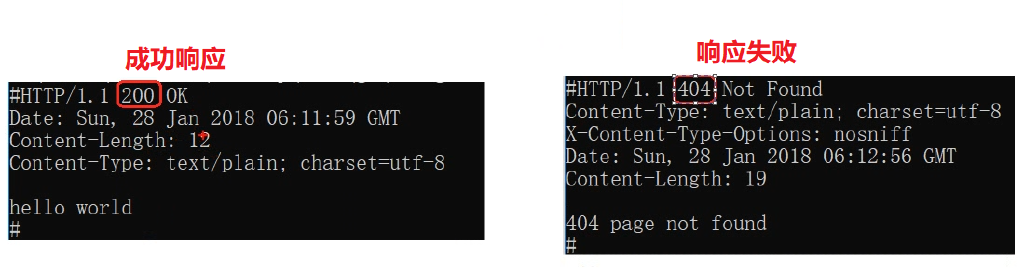 成功响应
#HTTP/1.1 200 OK
Date: Sun, 28 Jan 2018 06:11:59 GMT
Content-Length: 12
Content-Type: text/plain; charset=utf-8
hello world
#
响应失败
#HTTP/1.1 404 Not Found
Content-Type: text/plain; charset=utf-8
X-Content-Type-Options: nosniff
Date: Sun, 28 Jan 2018 06:12:56 GMT
Content-Length: 19
404 page not found
#